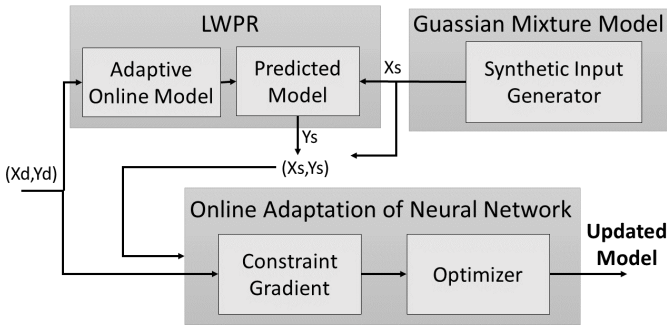 LWPR
Guassian Mixture Model
Adaptive
Online Model
Predicted
Model
Xs
Synthetic Input
Generator
Ys
(Xd,Yd)
(Xs,Ys)
Online Adaptation of Neural Network
Constraint
Gradient
Optimizer
Updated
Model